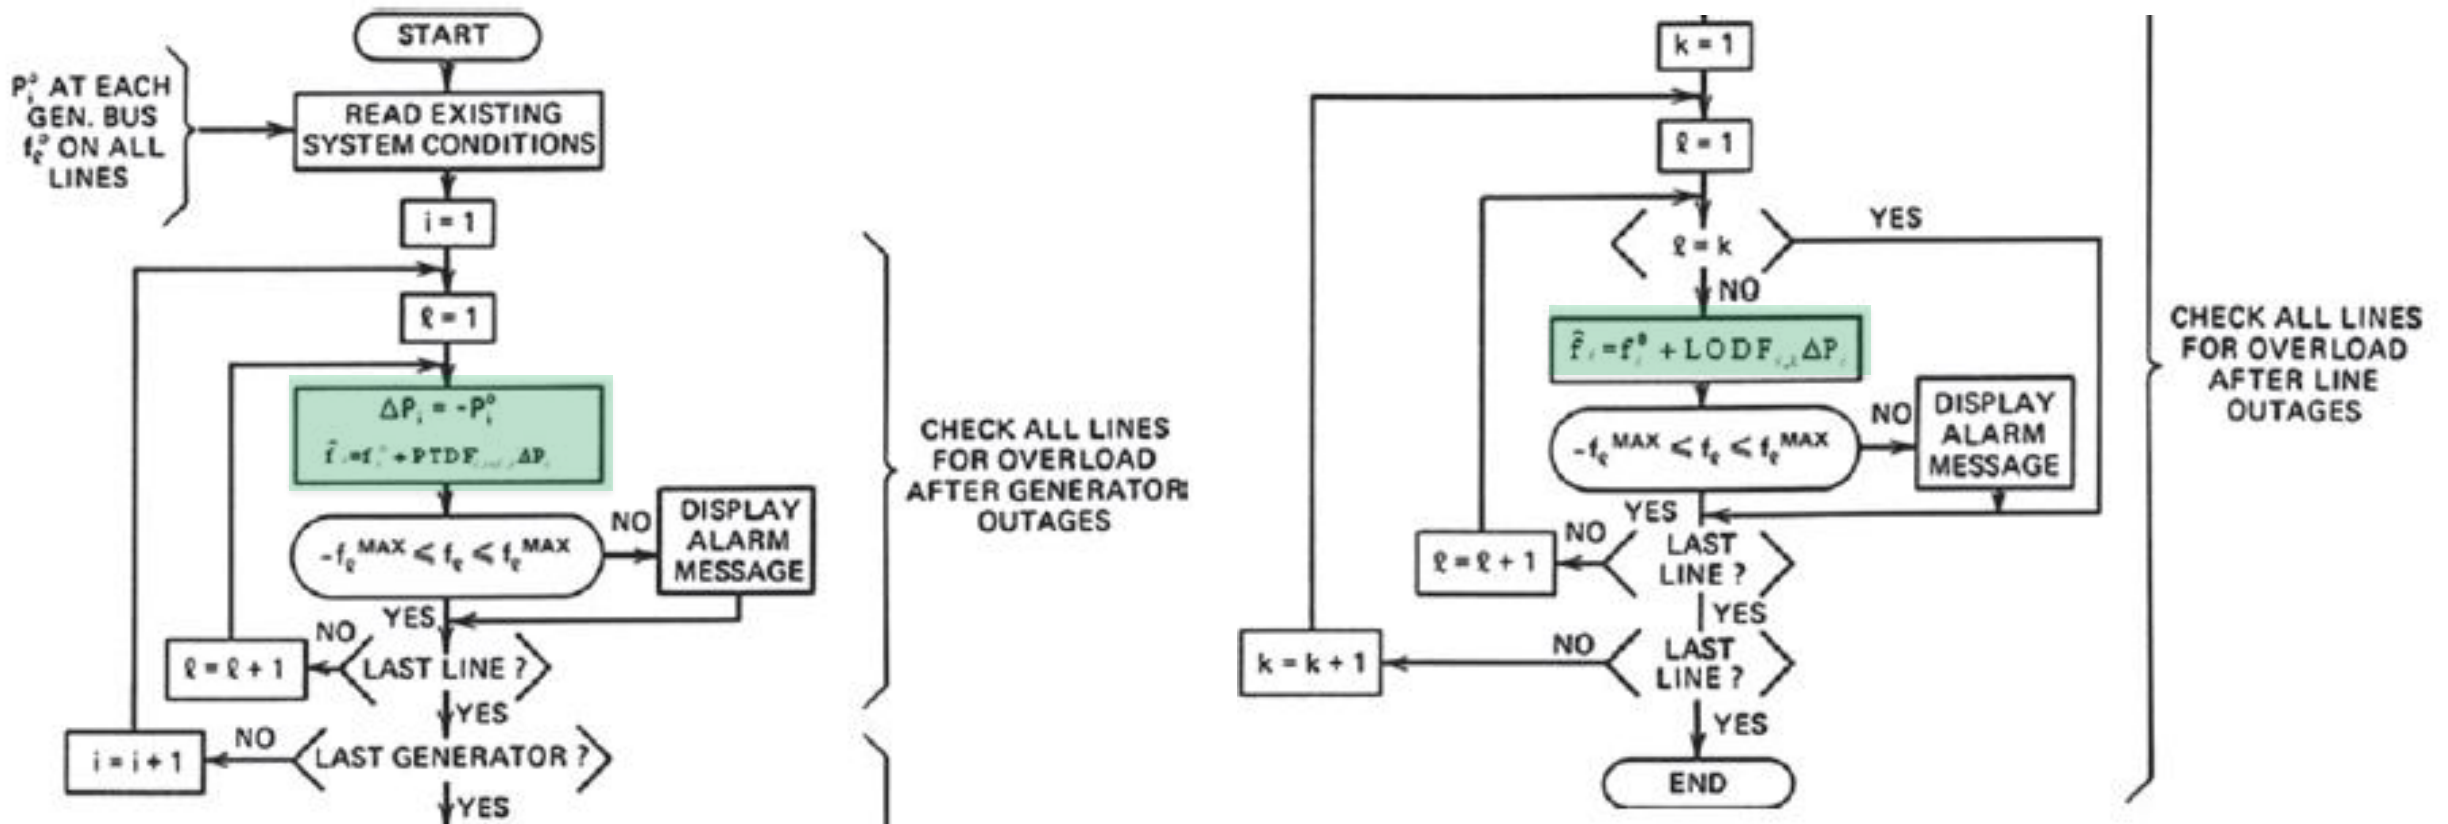 START
P_i° AT EACH
GEN. BUS
f_ℓ° ON ALL
LINES
READ EXISTING
SYSTEM CONDITIONS
i = 1
ℓ = 1
ΔP_i = -P_i°
-f_ℓ^MAX ≤ f_ℓ ≤ f_ℓ^MAX
NO
DISPLAY
ALARM
MESSAGE
YES
LAST LINE ?
NO
ℓ = ℓ + 1
YES
LAST GENERATOR ?
NO
i = i + 1
YES
CHECK ALL LINES
FOR OVERLOAD
AFTER GENERATOR
OUTAGES
k = 1
ℓ = 1
ℓ = k
YES
NO
-f_ℓ^MAX ≤ f_ℓ ≤ f_ℓ^MAX
NO
DISPLAY
ALARM
MESSAGE
YES
LAST
LINE ?
NO
ℓ = ℓ + 1
YES
LAST
LINE ?
NO
k = k + 1
YES
END
CHECK ALL LINES
FOR OVERLOAD
AFTER LINE
OUTAGES